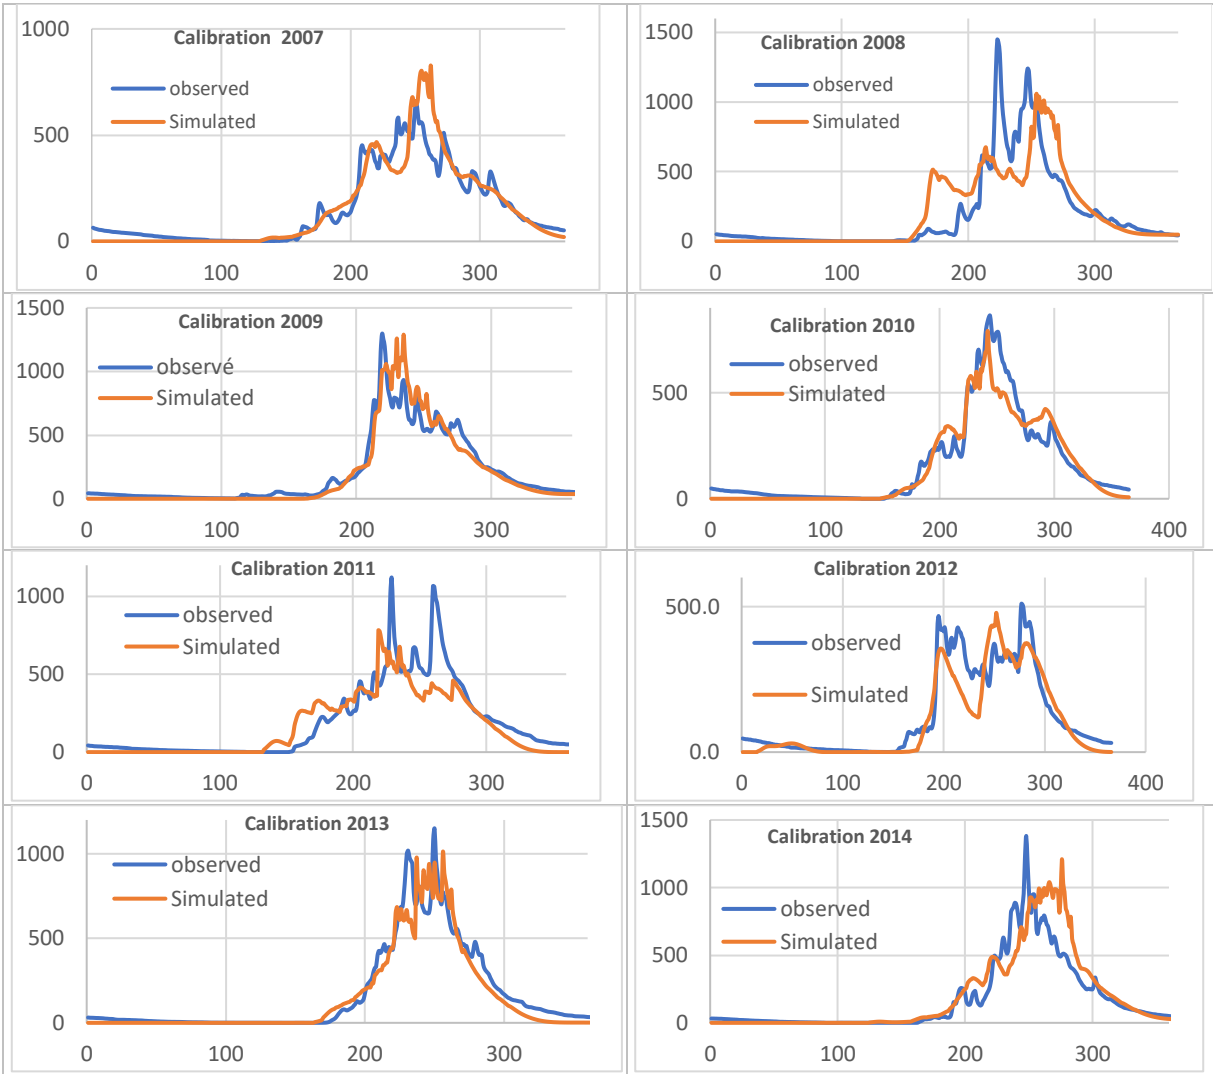 Calibration 2007
observed
Simulated
1000
500
0
0 100 200 300
Calibration 2008
observed
Simulated
1500
1000
500
0
0 100 200 300
Calibration 2009
observé
Simulated
1500
1000
500
0
0 100 200 300
Calibration 2010
observed
Simulated
500
0
0 100 200 300 400
Calibration 2011
observed
Simulated
1000
500
0
0 100 200 300
Calibration 2012
observed
Simulated
500.0
0.0
0 100 200 300 400
Calibration 2013
observed
Simulated
1000
500
0
0 100 200 300
Calibration 2014
observed
Simulated
1500
1000
500
0
0 100 200 300